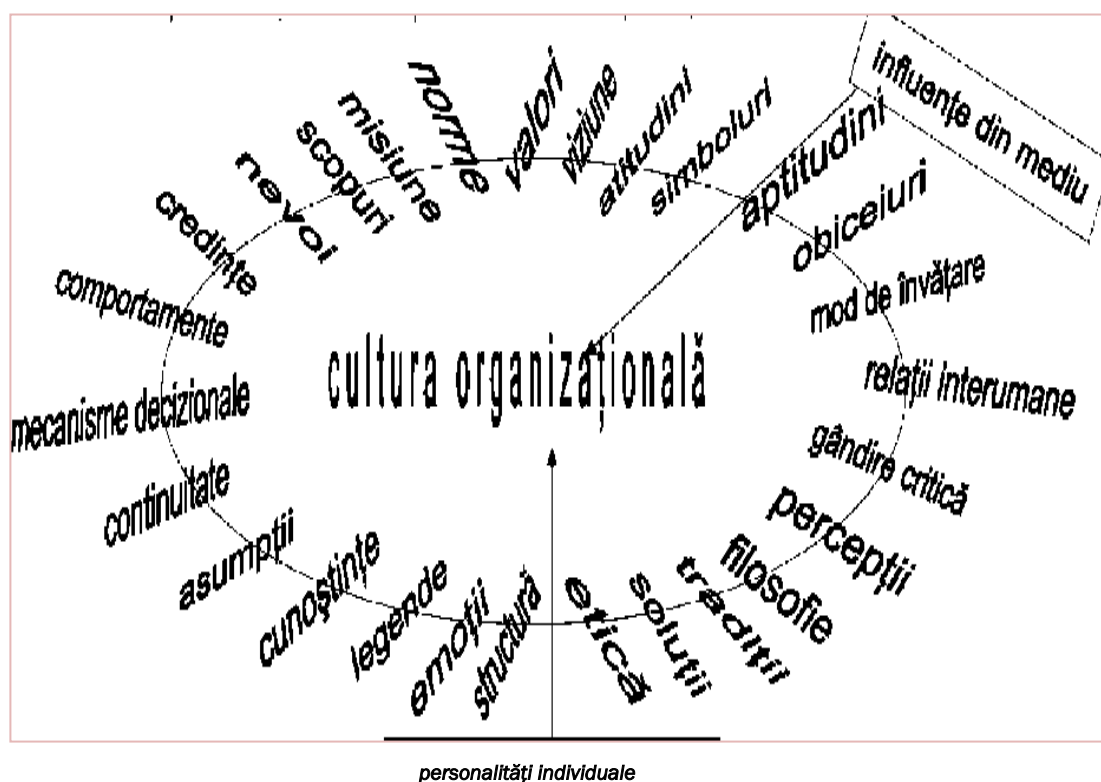 influențe din mediu
norme
valori
viziune
atitudini
simboluri
aptitudini
obiceiuri
mod de învățare
relații interumane
gândire critică
percepții
filosofie
tradiții
soluții
etică
structură
emoții
legende
cunoștințe
asumpții
continuitate
mecanisme decizionale
comportamente
credințe
nevoi
scopuri
misiune
cultura organizațională
personalități individuale